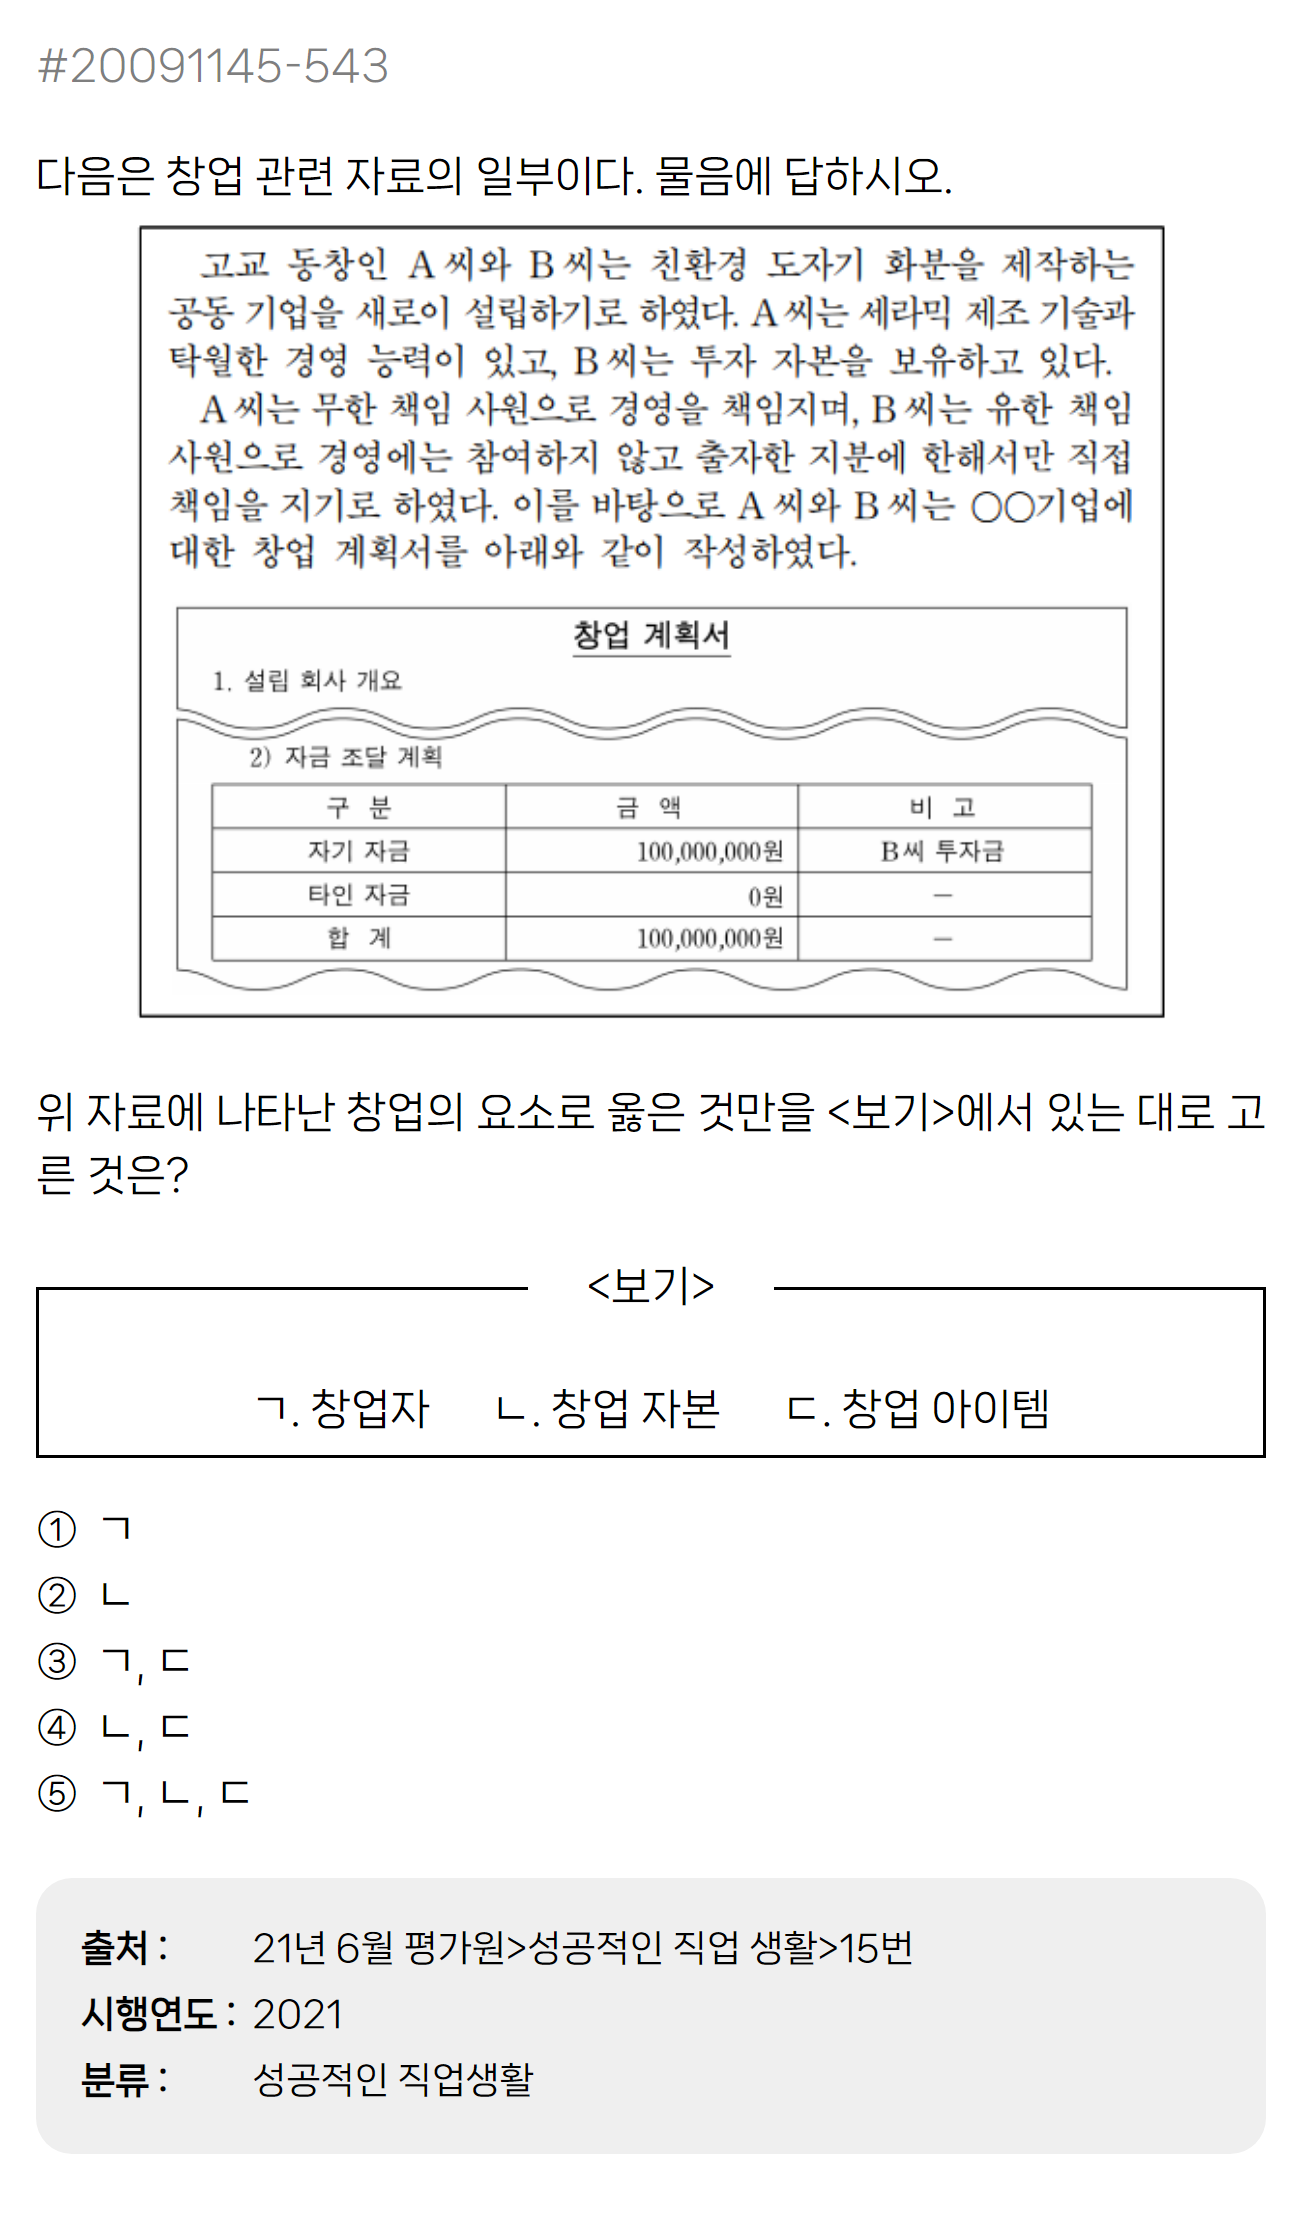 #20091145-543
다음은 창업 관련 자료의 일부이다. 물음에 답하시오.
고교 동창인 A씨와 B씨는 친환경 도자기 화분을 제작하는
공동 기업을 새로이 설립하기로 하였다. A씨는 세라믹 제조 기술과
탁월한 경영 능력이 있고, B씨는 투자 자본을 보유하고 있다.
A씨는 무한 책임 사원으로 경영을 책임지며, B씨는 유한 책임
사원으로 경영에는 참여하지 않고 출자한 지분에 한해서만 직접
책임을 지기로 하였다. 이를 바탕으로 A씨와 B씨는 ○○기업에
대한 창업 계획서를 아래와 같이 작성하였다.
창업 계획서
1. 설립 회사 개요
2) 자금 조달 계획
구 분 금 액 비 고
자기 자금 100,000,000원 B씨 투자금
타인 자금 0원 －
합 계 100,000,000원 －
위 자료에 나타난 창업의 요소로 옳은 것만을 <보기>에서 있는 대로 고
른 것은?
<보기>
ㄱ. 창업자 ㄴ. 창업 자본 ㄷ. 창업 아이템
① ㄱ
② ㄴ
③ ㄱ, ㄷ
④ ㄴ, ㄷ
⑤ ㄱ, ㄴ, ㄷ
출처 : 21년 6월 평가원>성공적인 직업 생활>15번
시행연도 : 2021
분류 : 성공적인 직업생활